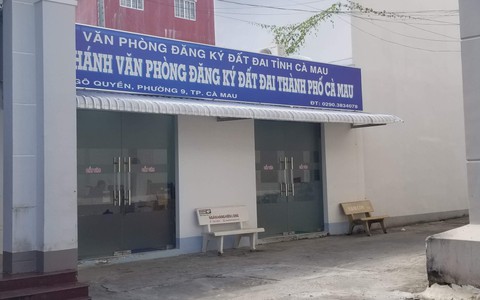 VĂN PHÒNG ĐĂNG KÝ ĐẤT ĐAI TỈNH CÀ MAU
HÁNH VĂN PHÒNG ĐĂNG KÝ ĐẤT ĐAI THÀNH PHỐ CÀ MAU
GÔ QUYỀN, PHƯỜNG 9, TP. CÀ MAU
ĐT: 0290.3834976